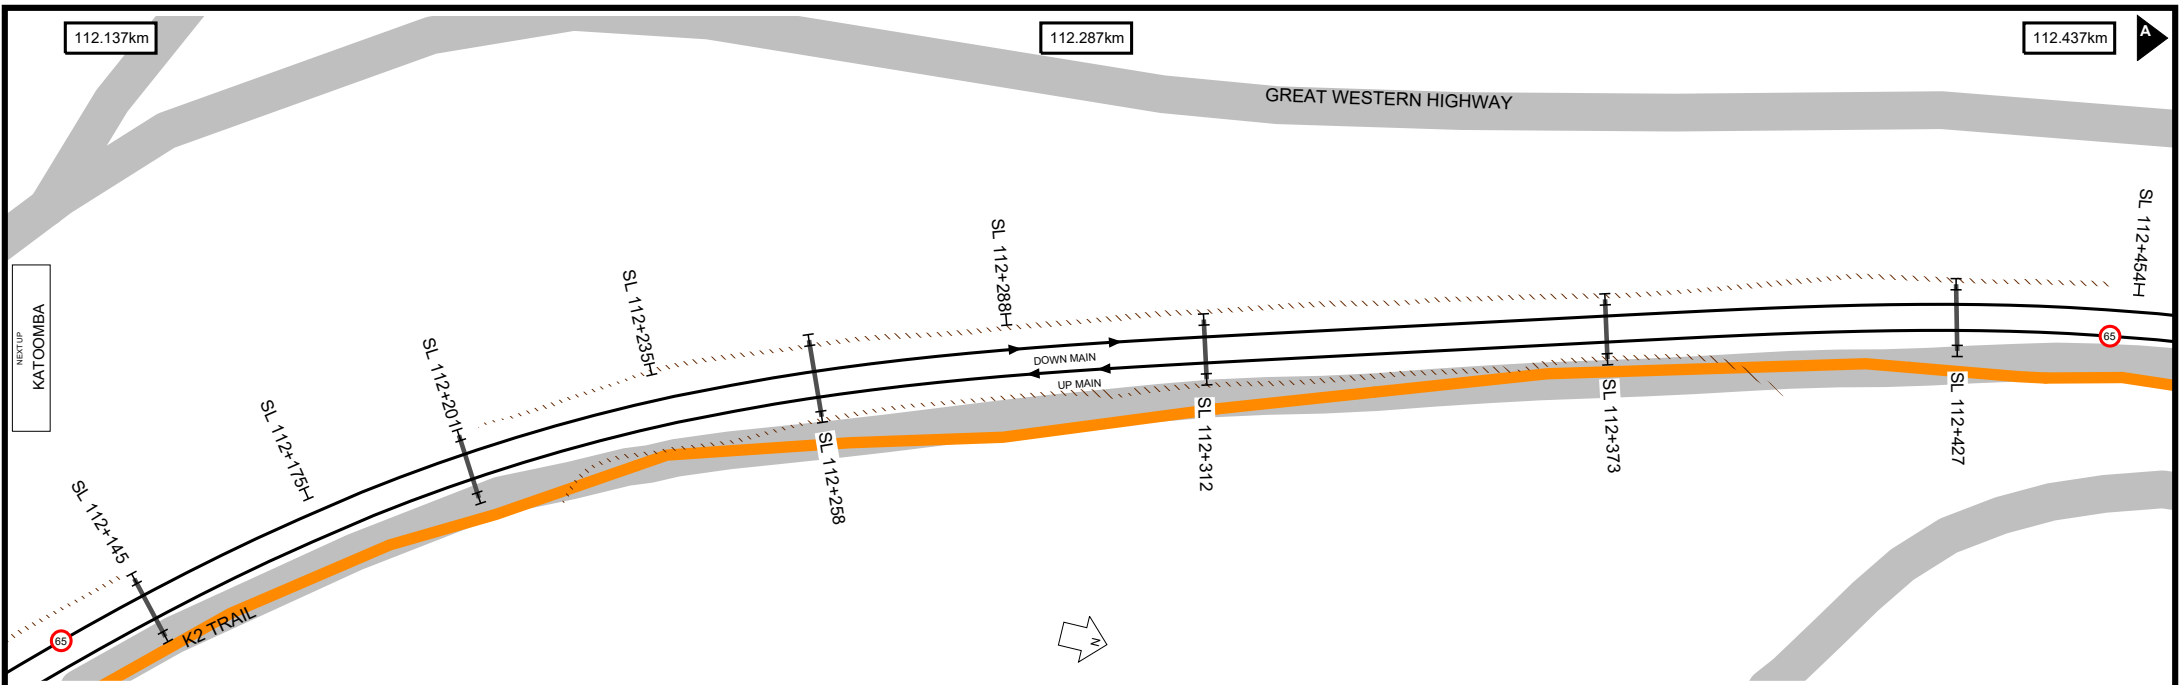 112.137km
112.287km
112.437km
A
GREAT WESTERN HIGHWAY
NEXT UP
KATOOMBA
SL 112+145
SL 112+175
SL 112+201
SL 112+235
SL 112+258
SL 112+288
SL 112+312
SL 112+373
SL 112+427
SL 112+454
DOWN MAIN
UP MAIN
65
65
K2 TRAIL
N